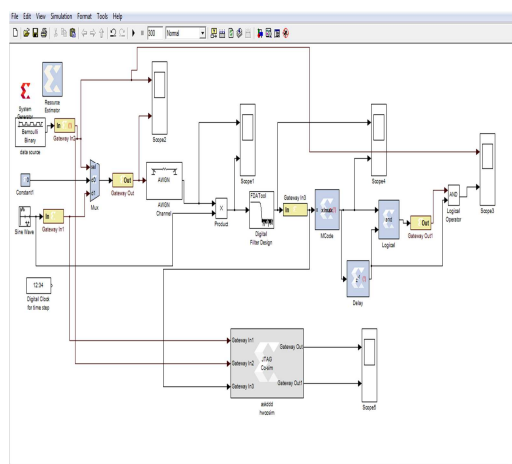 File Edit View Simulation Format Tools Help
300
Normal
System
Generator
Resource
Estimator
Bernoulli
Binary
data source
In
Gateway In2
Scope2
Constant1
sel
d0
d1
Mux
Out
Gateway Out
AWGN
AWGN
Channel
Sine Wave
In
Gateway In1
Scope1
X
Product
FDATool
Digital
Filter Design
Gateway In3
In
MCode
Scope4
and
Logical
Out
Gateway Out1
AND
Logical
Operator
Scope3
Delay
12:34
Digital Clock
for time step
Gateway In1
Gateway In2
Gateway In3
JTAG
Co-sim
Gateway Out
Gateway Out1
hwcosim
Scope5